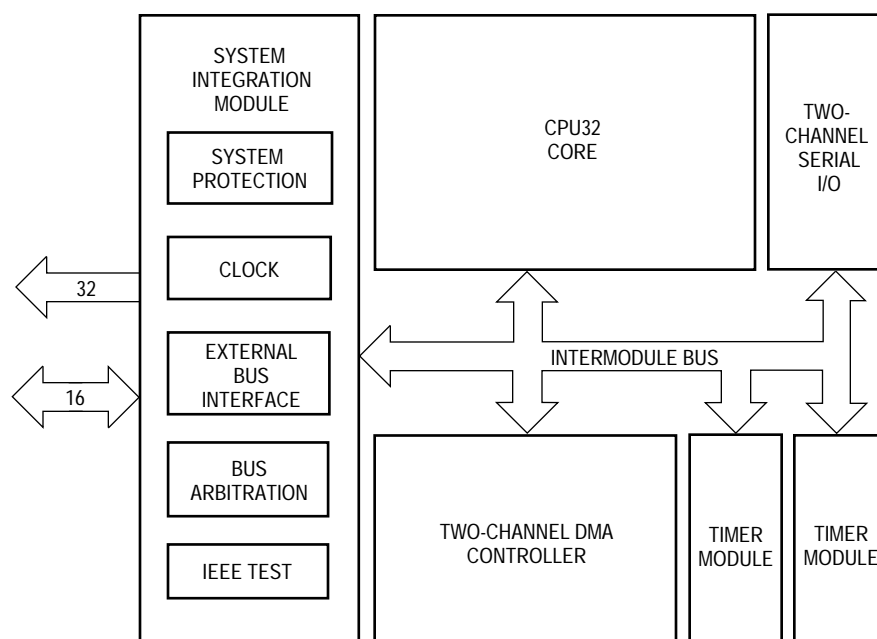 SYSTEM
INTEGRATION
MODULE
SYSTEM
PROTECTION
CLOCK
EXTERNAL
BUS
INTERFACE
BUS
ARBITRATION
IEEE TEST
32
16
CPU32
CORE
TWO-
CHANNEL
SERIAL
I/O
INTERMODULE BUS
TWO-CHANNEL DMA
CONTROLLER
TIMER
MODULE
TIMER
MODULE